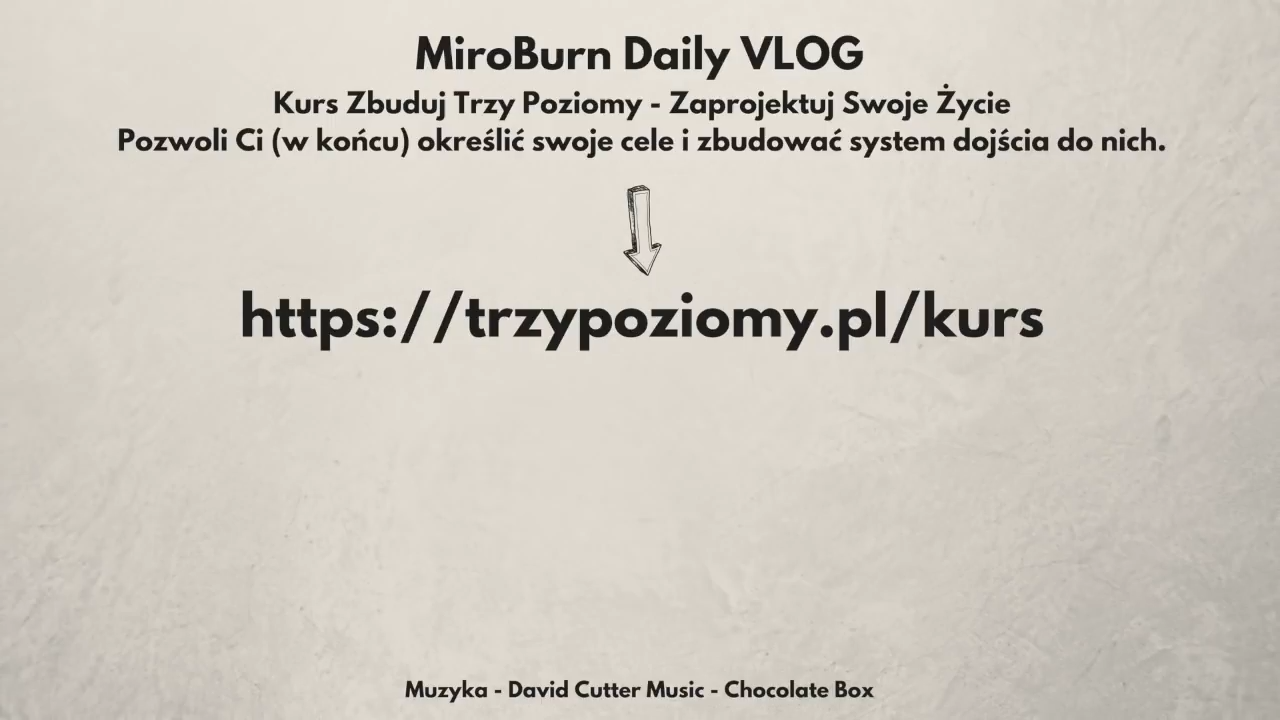 MiroBurn Daily VLOG
Kurs Zbuduj Trzy Poziomy - Zaprojektuj Swoje Życie
Pozwoli Ci (w końcu) określić swoje cele i zbudować system dojścia do nich.
https://trzypoziomy.pl/kurs
Muzyka - David Cutter Music - Chocolate Box